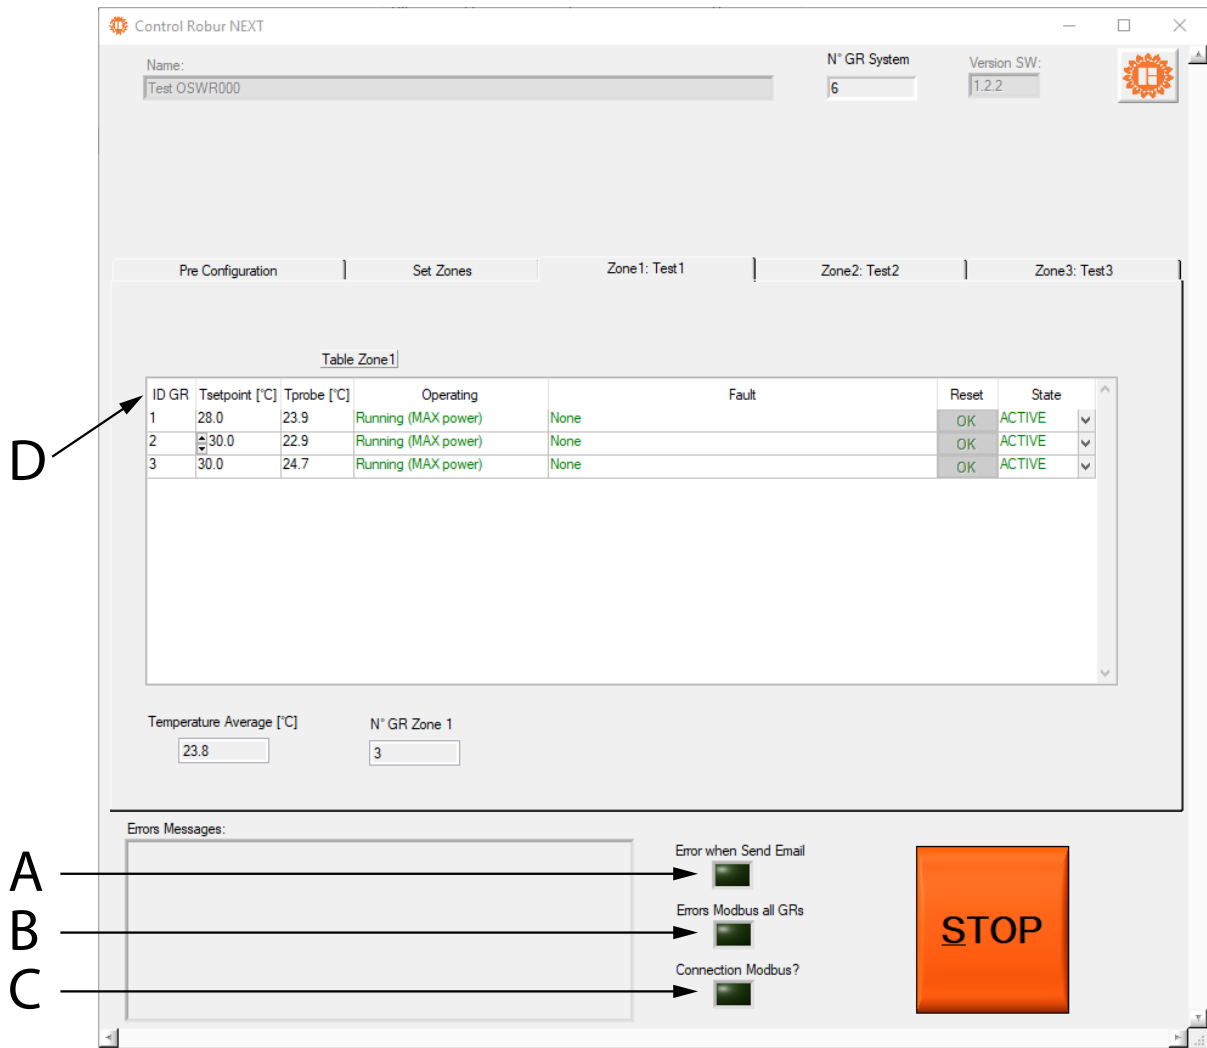 Control Robur NEXT
Name:
Test OSWR000
N° GR System
6
Version SW:
1.2.2
Pre Configuration
Set Zones
Zone1: Test1
Zone2: Test2
Zone3: Test3
Table Zone1
ID GR Tsetpoint [°C] Tprobe [°C] Operating Fault Reset State
1 28.0 23.9 Running (MAX power) None OK ACTIVE
2 30.0 22.9 Running (MAX power) None OK ACTIVE
3 30.0 24.7 Running (MAX power) None OK ACTIVE
D
Temperature Average [°C]
23.8
N° GR Zone 1
3
Errors Messages:
Error when Send Email
A
Errors Modbus all GRs
B
Connection Modbus?
C
STOP